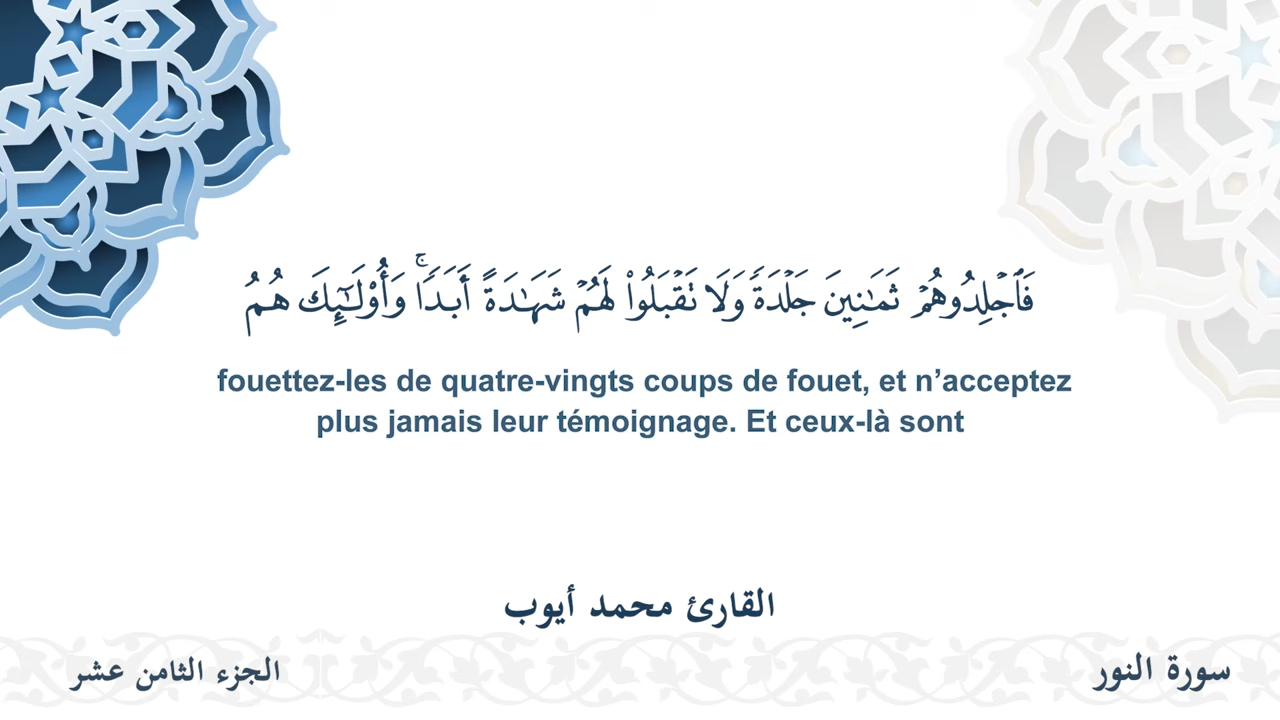 فَٱجۡلِدُوهُمۡ ثَمَٰنِينَ جَلۡدَةٗ وَلَا تَقۡبَلُواْ لَهُمۡ شَهَٰدَةً أَبَدٗاۚ وَأُوْلَٰٓئِكَ هُمُ
fouettez-les de quatre-vingts coups de fouet, et n’acceptez
plus jamais leur témoignage. Et ceux-là sont
القارئ محمد أيوب
سورة النور
الجزء الثامن عشر